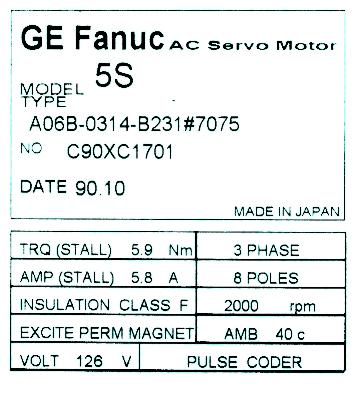 GE Fanuc AC Servo Motor
MODEL 5S
TYPE
A06B-0314-B231#7075
NO C90XC1701
DATE 90.10
MADE IN JAPAN
TRQ (STALL) 5.9 Nm 3 PHASE
AMP (STALL) 5.8 A 8 POLES
INSULATION CLASS F 2000 rpm
EXCITE PERM MAGNET AMB 40 c
VOLT 126 V PULSE CODER